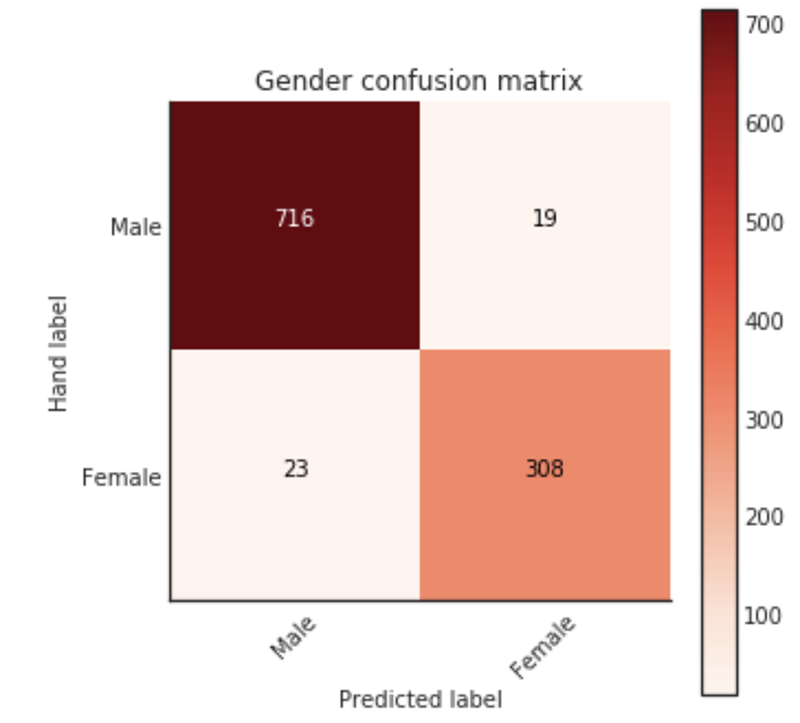 Gender confusion matrix
700
600
500
400
300
200
100
716
19
23
308
Male
Female
Hand label
Male
Female
Predicted label